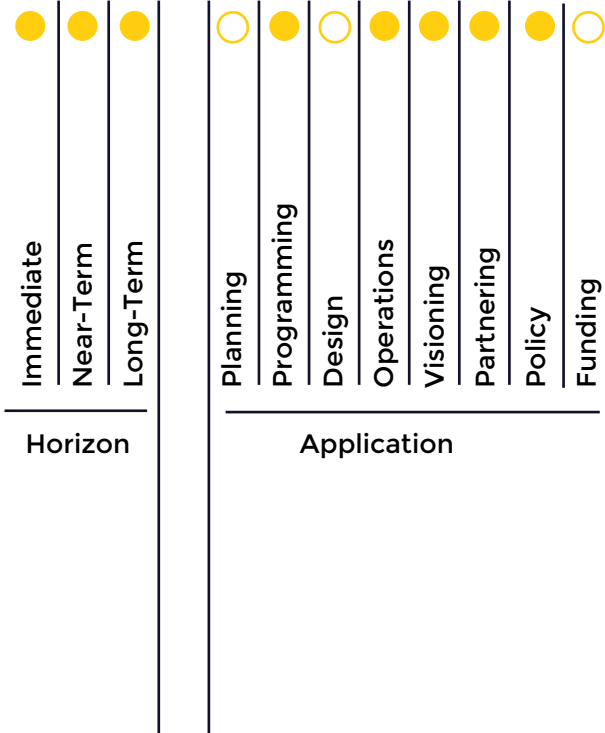 Immediate
Near-Term
Long-Term
Planning
Programming
Design
Operations
Visioning
Partnering
Policy
Funding
Horizon
Application